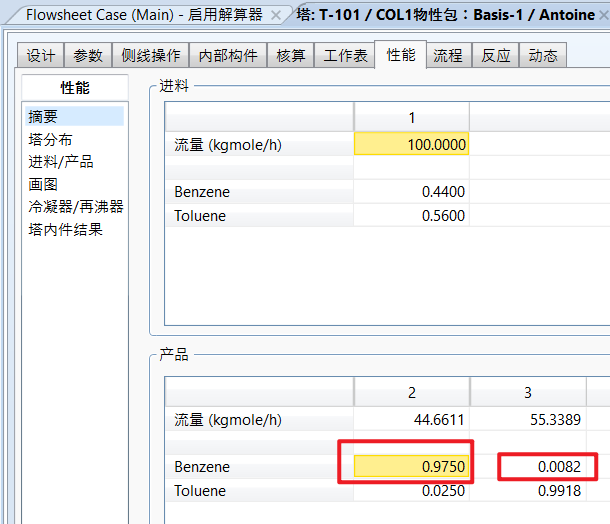 Flowsheet Case (Main) - 启用解算器 × 塔: T-101 / COL1物性包：Basis-1 / Antoine ×
设计 参数 侧线操作 内部构件 核算 工作表 性能 流程 反应 动态
性能
摘要
塔分布
进料/产品
画图
冷凝器/再沸器
塔内件结果
进料
1
流量 (kgmole/h) 100.0000
Benzene 0.4400
Toluene 0.5600
产品
2 3
流量 (kgmole/h) 44.6611 55.3389
Benzene 0.9750 0.0082
Toluene 0.0250 0.9918